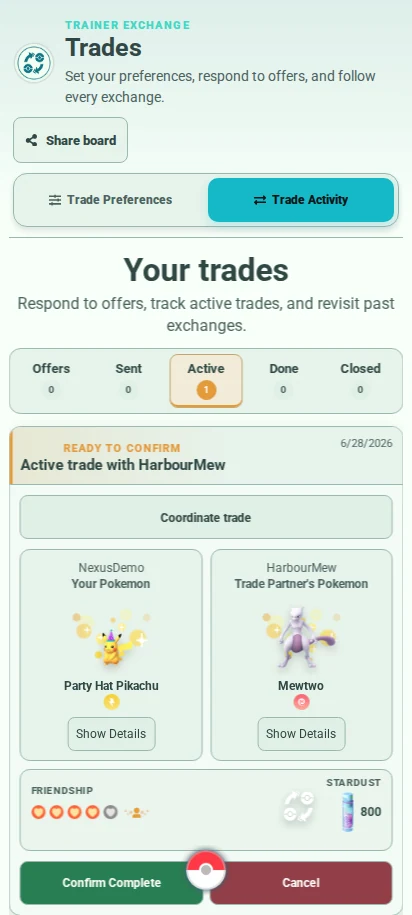 TRAINER EXCHANGE
Trades
Set your preferences, respond to offers, and follow
every exchange.
Share board
Trade Preferences
Trade Activity
Your trades
Respond to offers, track active trades, and revisit past
exchanges.
Offers
0
Sent
0
Active
1
Done
0
Closed
0
READY TO CONFIRM
6/28/2026
Active trade with HarbourMew
Coordinate trade
NexusDemo
Your Pokemon
Party Hat Pikachu
Show Details
HarbourMew
Trade Partner's Pokemon
Mewtwo
Show Details
FRIENDSHIP
STARDUST
800
Confirm Complete
Cancel